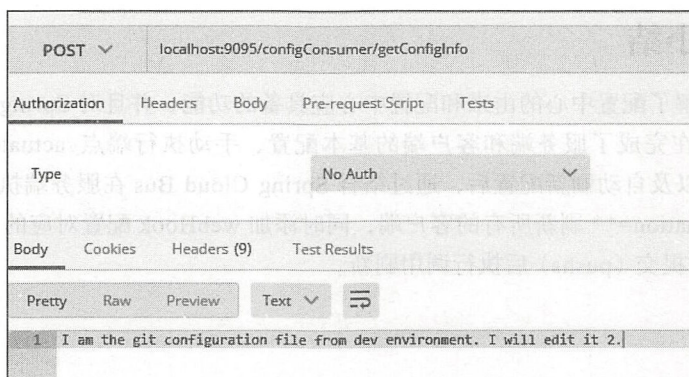 POST
localhost:9095/configConsumer/getConfigInfo
Authorization Headers Body Pre-request Script Tests
Type No Auth
Body Cookies Headers (9) Test Results
Pretty Raw Preview Text
1 I am the git configuration file from dev environment. I will edit it 2.